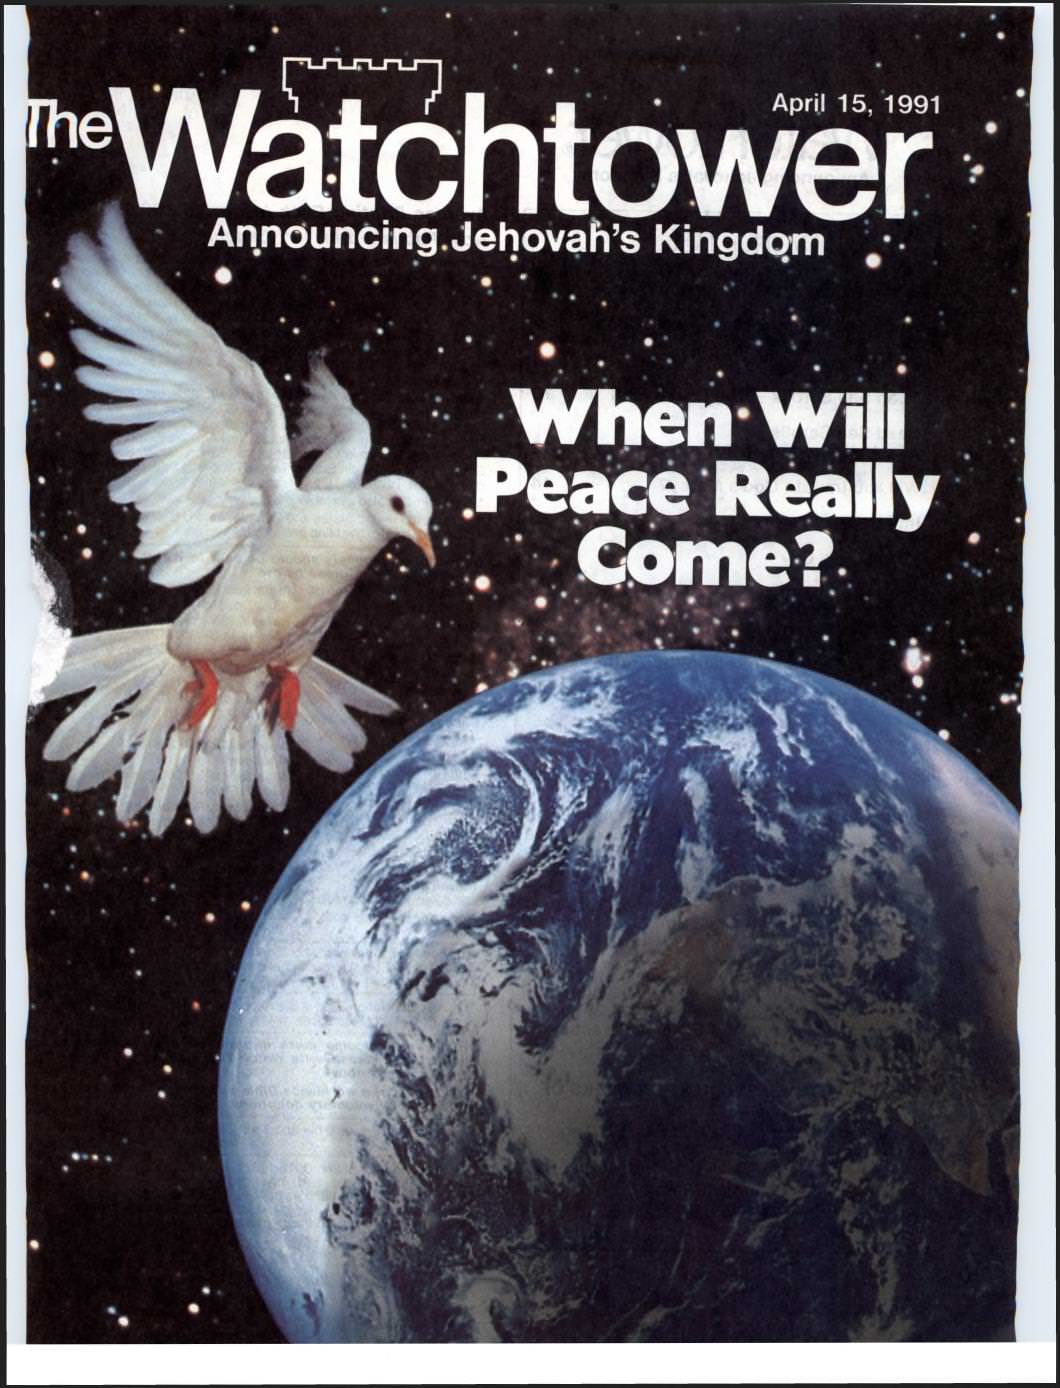 April 15, 1991
The Watchtower
Announcing Jehovah's Kingdom
When Will
Peace Really
Come?